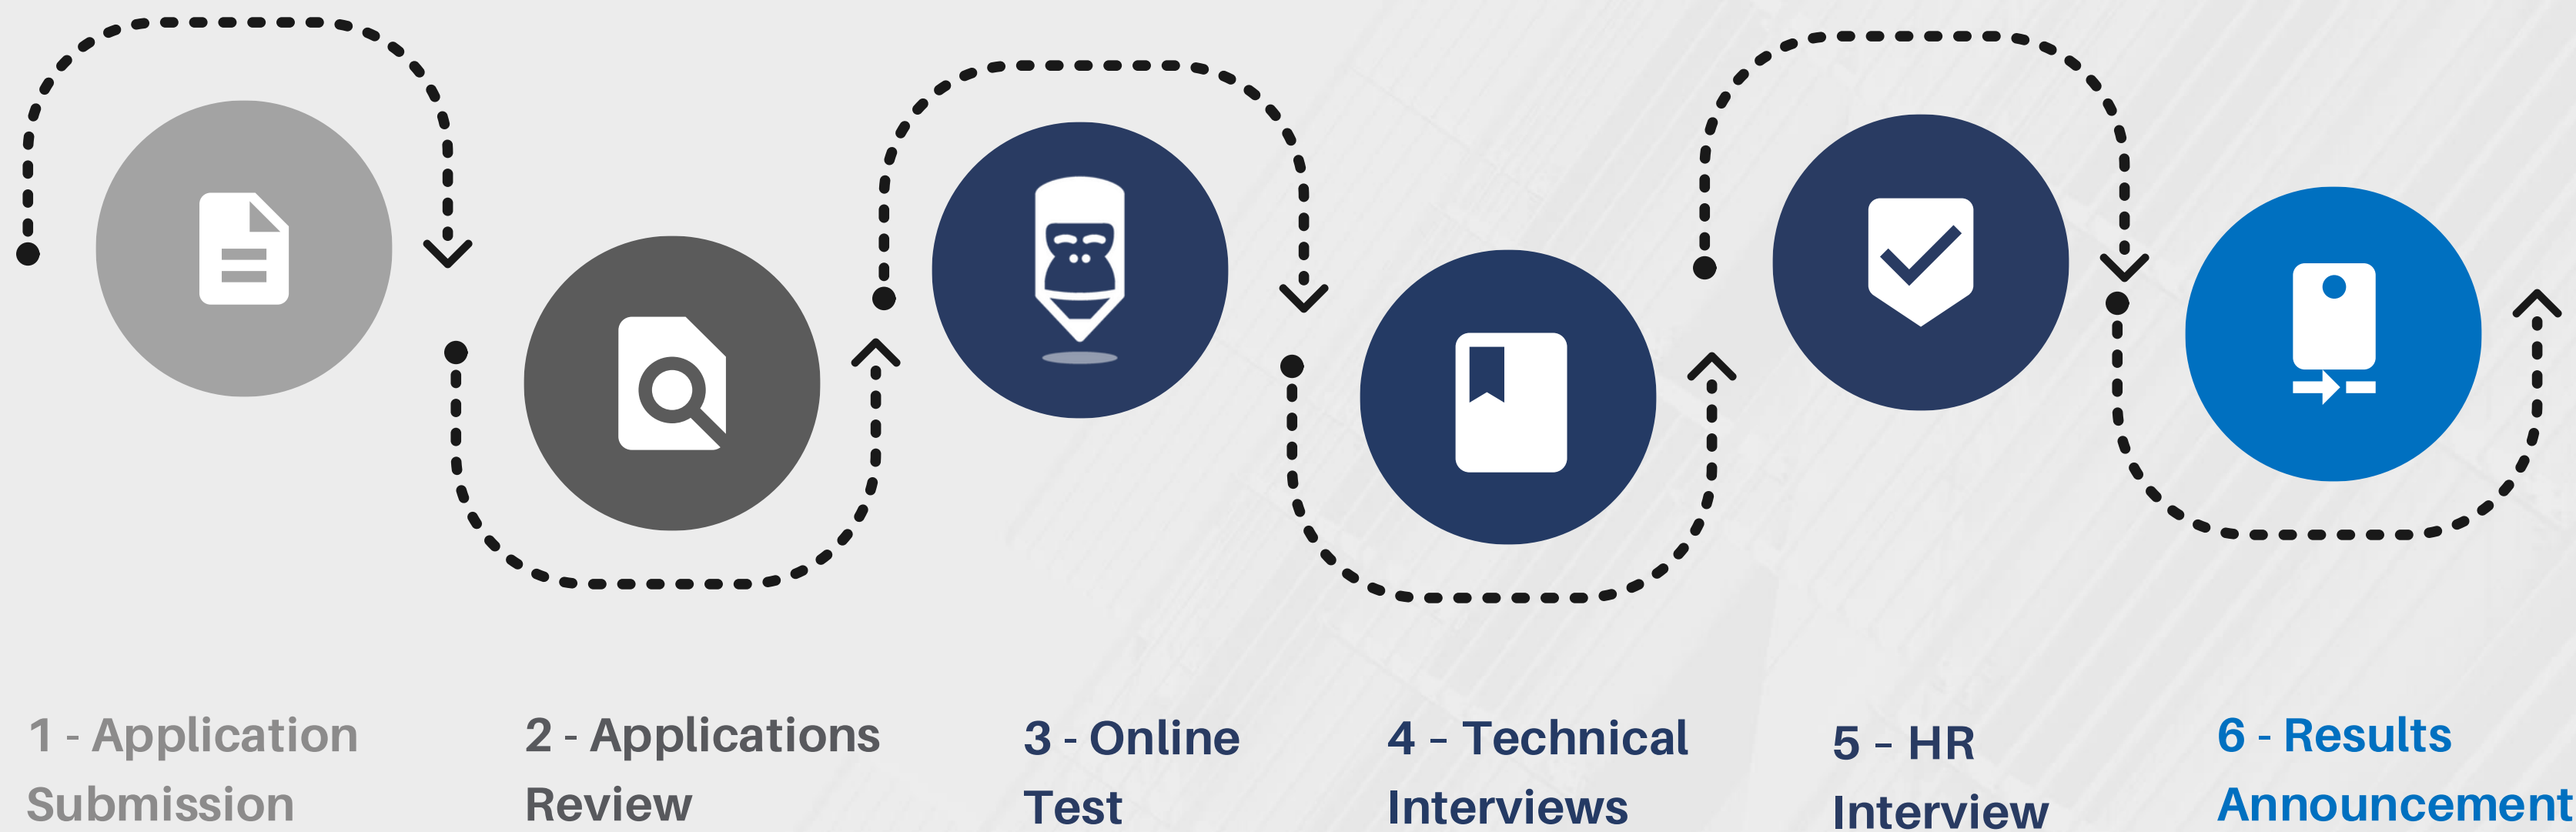 1 - Application
Submission
2 - Applications
Review
3 - Online
Test
4 – Technical
Interviews
5 – HR
Interview
6 - Results
Announcement